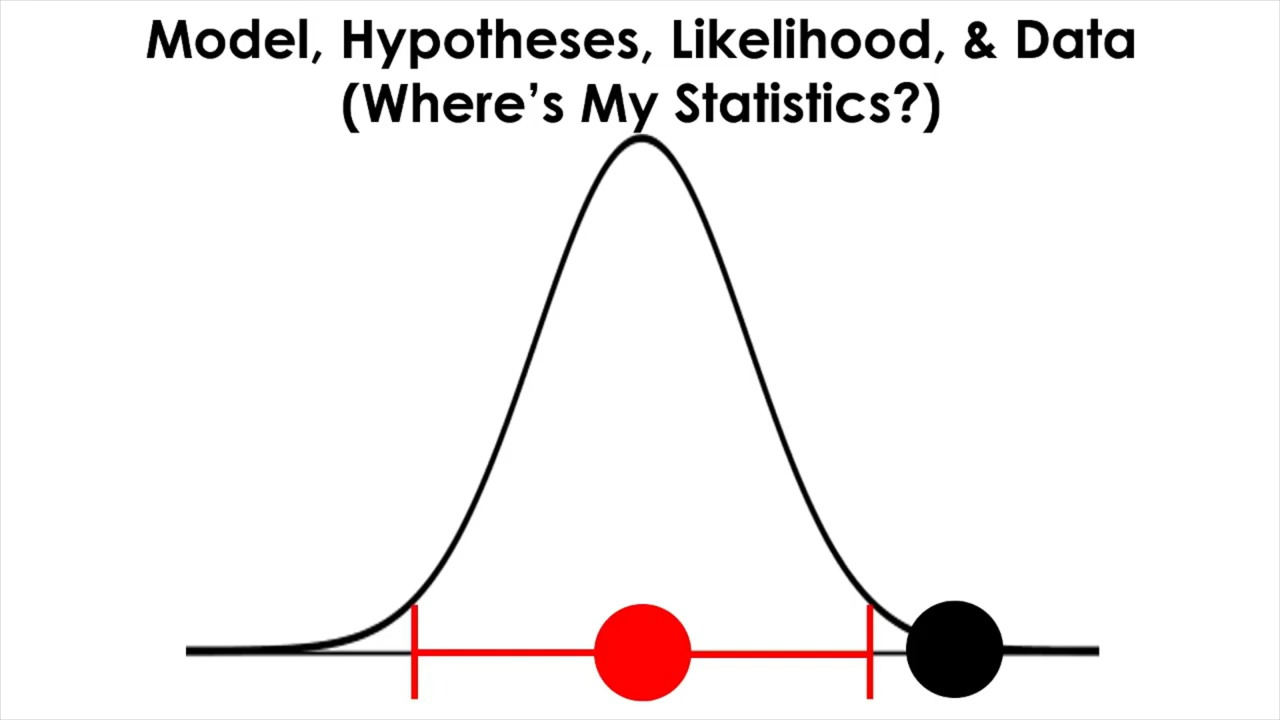 Model, Hypotheses, Likelihood, & Data
(Where’s My Statistics?)